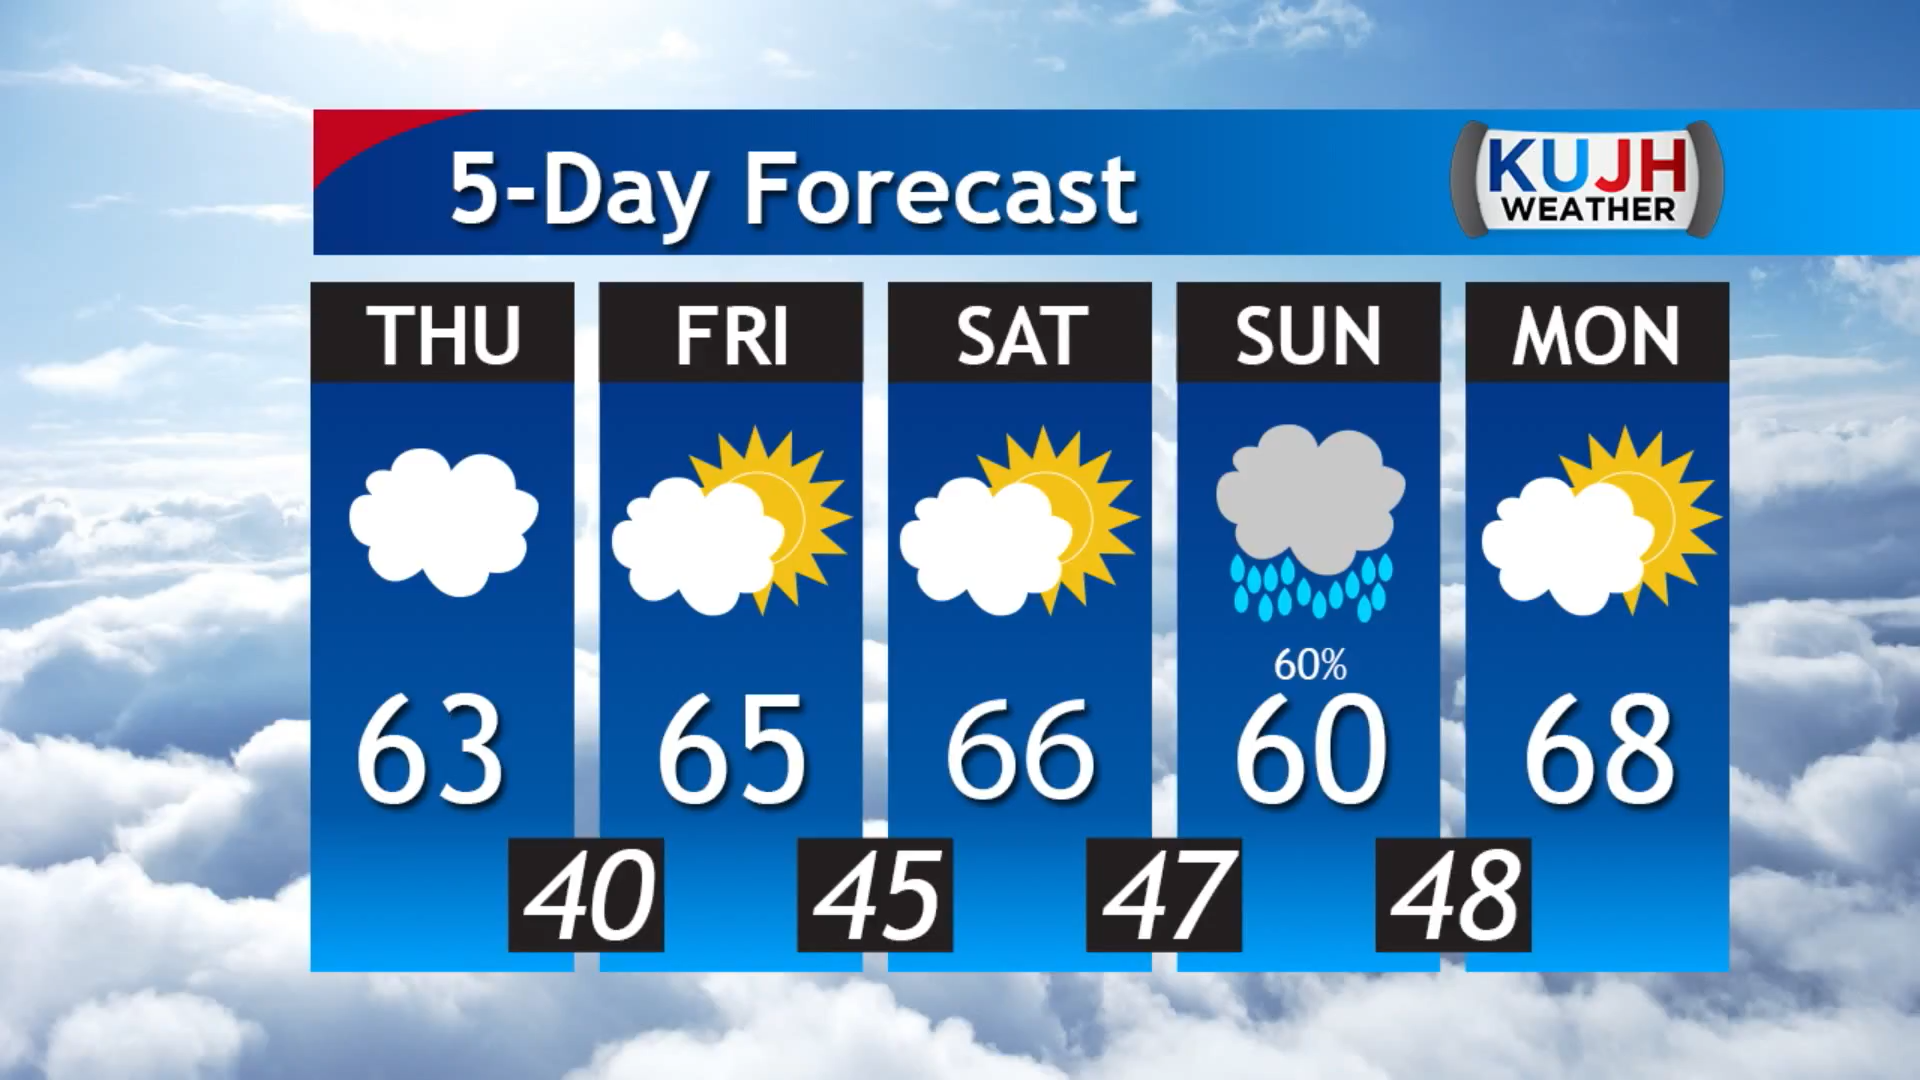 5-Day Forecast
KUJH
WEATHER
THU FRI SAT SUN MON
60%
63 65 66 60 68
40 45 47 48